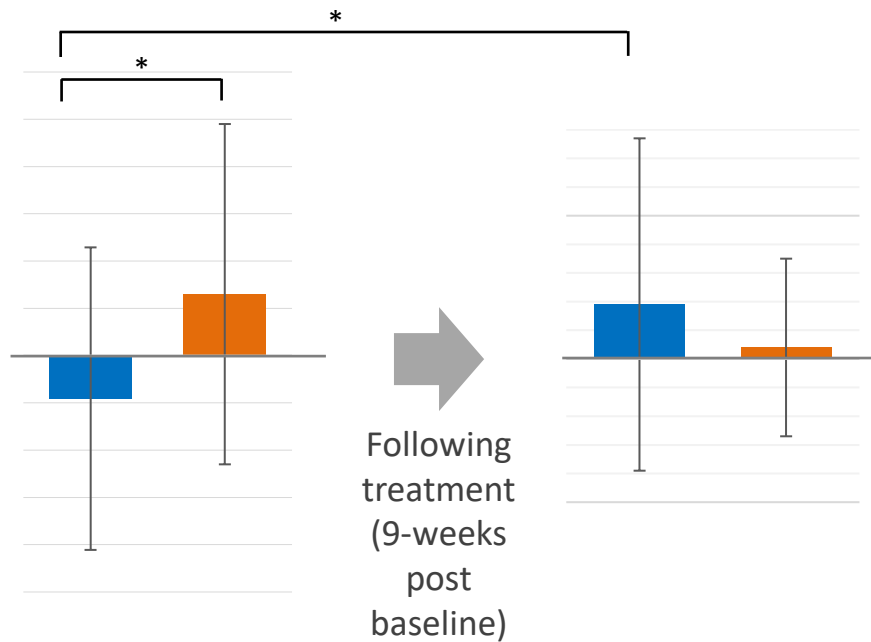 *
*
Following
treatment
(9-weeks
post
baseline)